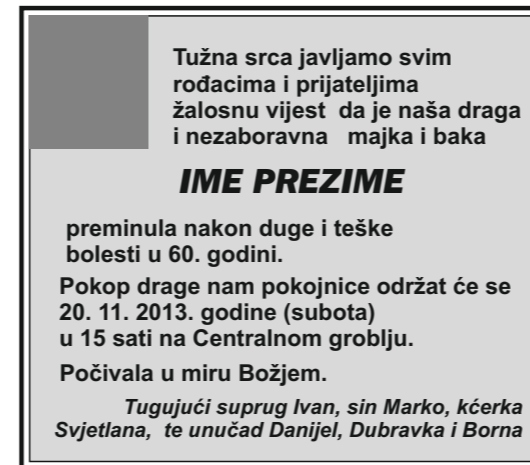 Tužna srca javljamo svim
rođacima i prijateljima
žalosnu vijest da je naša draga
i nezaboravna majka i baka
IME PREZIME
preminula nakon duge i teške
bolesti u 60. godini.
Pokop drage nam pokojnice održat će se
20. 11. 2013. godine (subota)
u 15 sati na Centralnom groblju.
Počivala u miru Božjem.
Tugujući suprug Ivan, sin Marko, kćerka
Svjetlana, te unučad Danijel, Dubravka i Borna